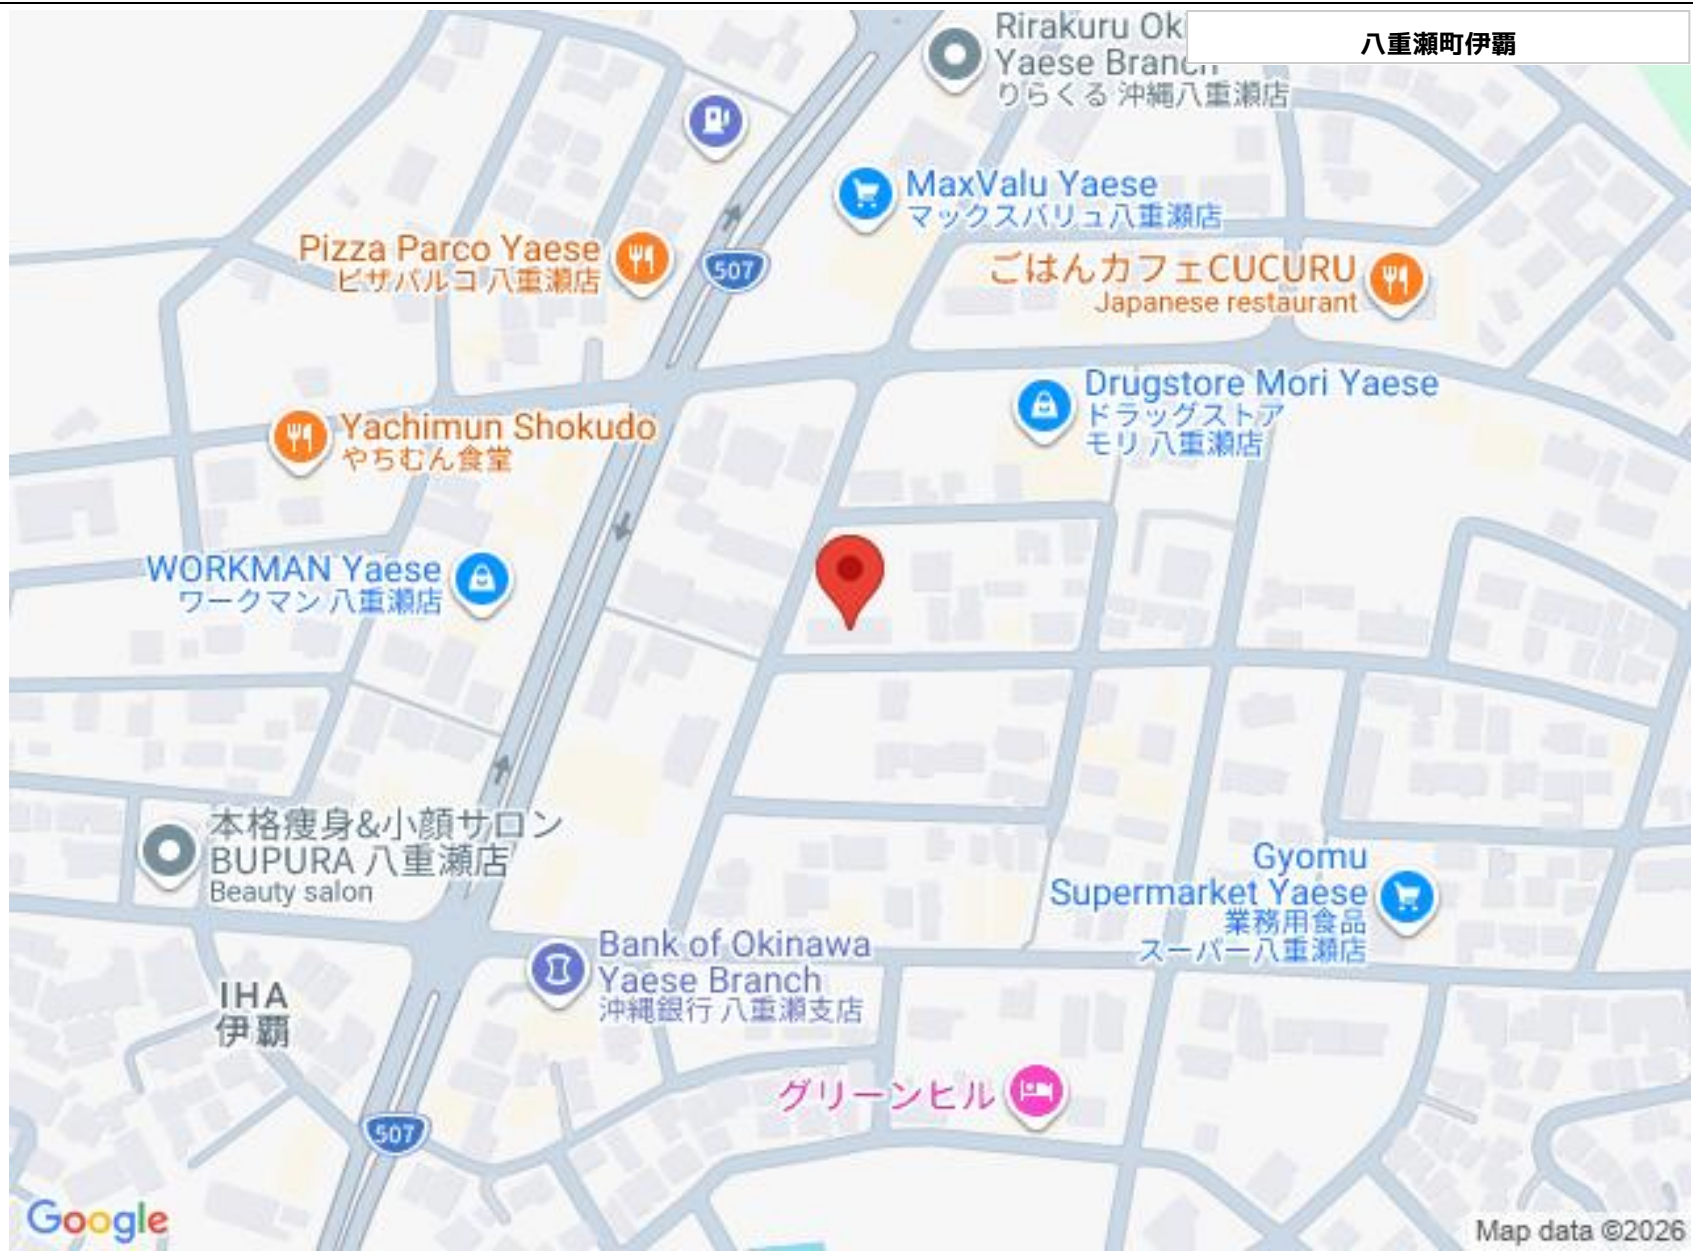 Rirakuru Ok
Yaese Branch
りらくる 沖縄八重瀬店
八重瀬町伊覇
MaxValu Yaese
マックスバリュ八重瀬店
Pizza Parco Yaese
ピザパルコ 八重瀬店
507
ごはんカフェCUCURU
Japanese restaurant
Drugstore Mori Yaese
ドラッグストア
モリ 八重瀬店
Yachimun Shokudo
やちむん食堂
WORKMAN Yaese
ワークマン 八重瀬店
本格痩身&小顔サロン
BUPURA 八重瀬店
Beauty salon
Gyomu
Supermarket Yaese
業務用食品
スーパー八重瀬店
Bank of Okinawa
Yaese Branch
沖縄銀行 八重瀬支店
IHA
伊覇
グリーンヒル
507
Google
Map data ©2026